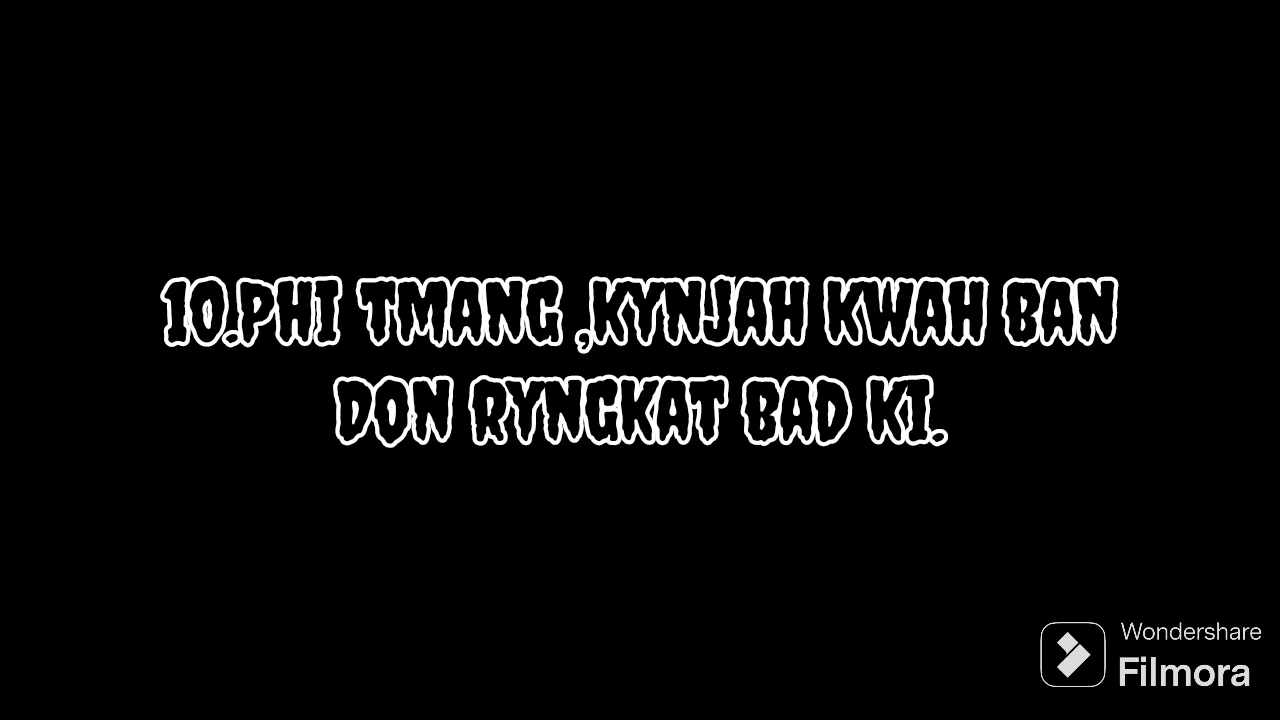 10.PHI TMANG ,KYNJAH KWAH BAN
DON RYNGKAT BAD KI.
Wondershare
Filmora